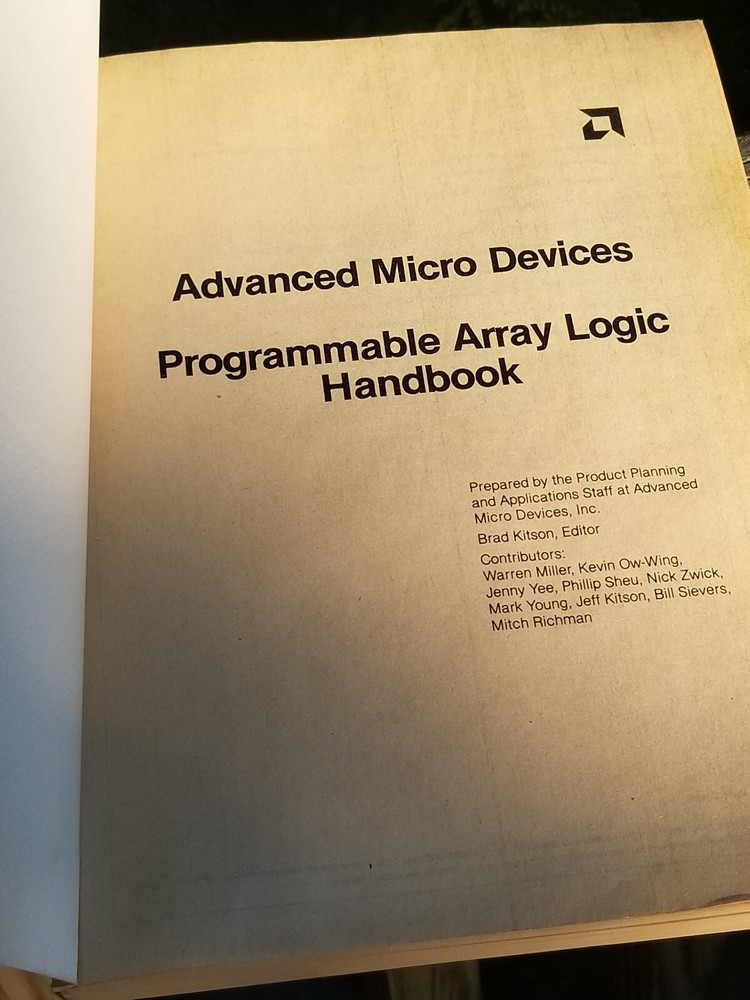 Advanced Micro Devices
Programmable Array Logic
Handbook
Prepared by the Product Planning
and Applications Staff at Advanced
Micro Devices, Inc.
Brad Kitson, Editor
Contributors:
Warren Miller, Kevin Ow-Wing,
Jenny Yee, Phillip Sheu, Nick Zwick,
Mark Young, Jeff Kitson, Bill Sievers,
Mitch Richman